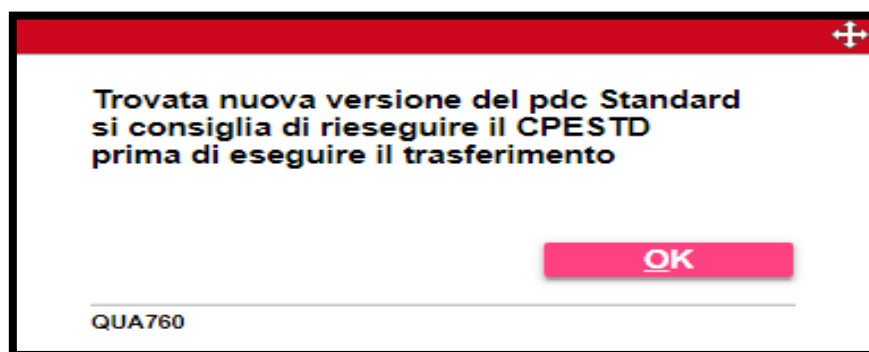 Trovata nuova versione del pdc Standard
si consiglia di rieseguire il CPESTD
prima di eseguire il trasferimento
OK
QUA760